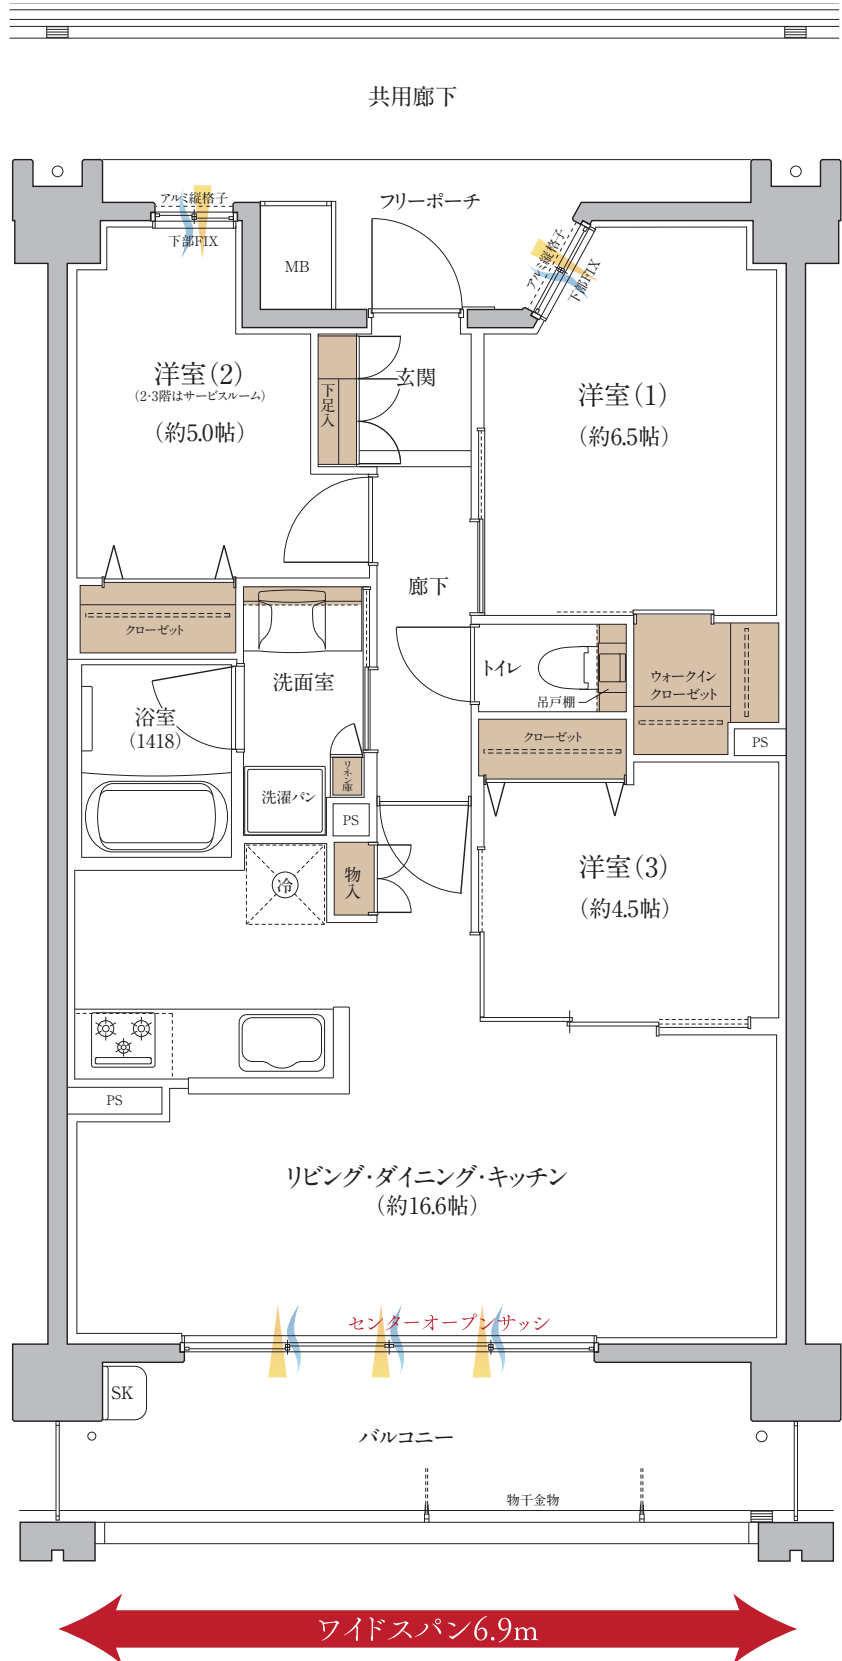 共用廊下
アルミ縦格子
フリーポーチ
下部FIX
MB
アルミ縦格子
下部FIX
洋室(2)
(2・3階はサービスルーム)
(約5.0帖)
下足入
玄関
洋室(1)
(約6.5帖)
廊下
クローゼット
洗面室
トイレ
吊戸棚
ウォークイン
クローゼット
浴室
(1418)
クローゼット
PS
リネン庫
洗濯パン
PS
冷
物入
洋室(3)
(約4.5帖)
PS
リビング・ダイニング・キッチン
(約16.6帖)
センターオープンサッシ
SK
バルコニー
物干金物
ワイドスパン6.9m